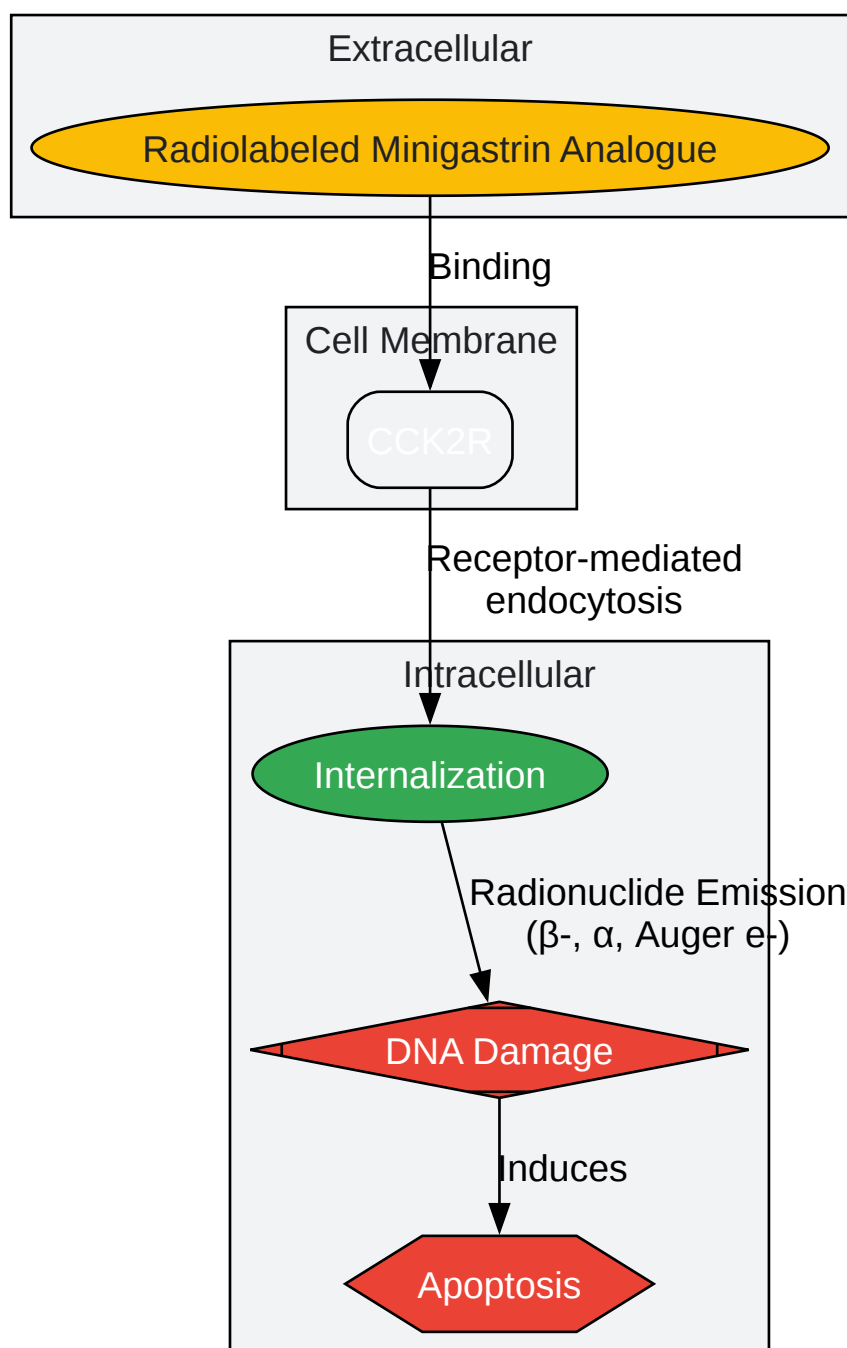 Extracellular
Radiolabeled Minigastrin Analogue
Binding
Cell Membrane
CCK2R
Receptor-mediated
endocytosis
Intracellular
Internalization
Radionuclide Emission
(β-, α, Auger e-)
DNA Damage
Induces
Apoptosis